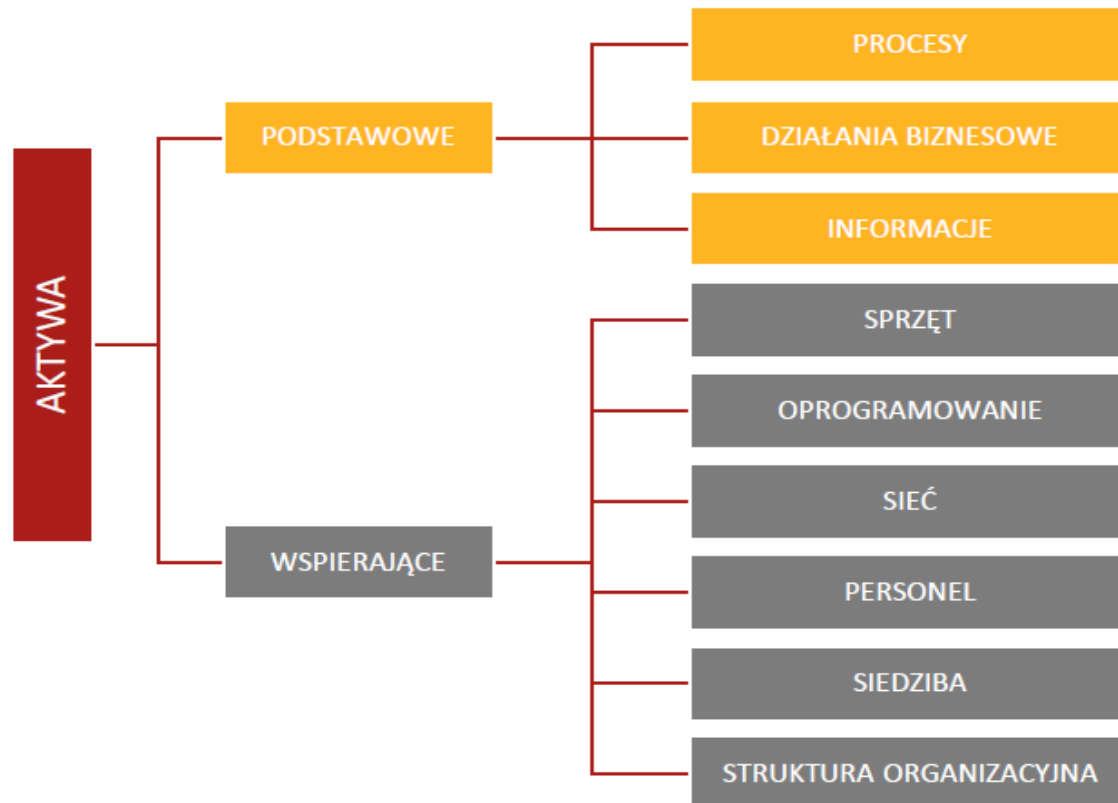 AKTYWA
PODSTAWOWE
PROCESY
DZIAŁANIA BIZNESOWE
INFORMACJE
WSPIERAJĄCE
SPRZĘT
OPROGRAMOWANIE
SIEĆ
PERSONEL
SIEDZIBA
STRUKTURA ORGANIZACYJNA